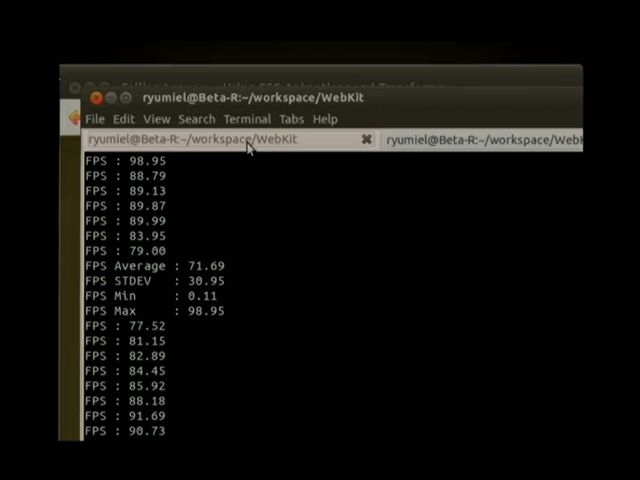 ryumiel@Beta-R:~/workspace/WebKit
File Edit View Search Terminal Tabs Help
ryumiel@Beta-R:~/workspace/WebKit ryumiel@Beta-R:~/workspace/WebK
FPS : 98.95
FPS : 88.79
FPS : 89.13
FPS : 89.87
FPS : 89.99
FPS : 83.95
FPS : 79.00
FPS Average : 71.69
FPS STDEV : 30.95
FPS Min : 0.11
FPS Max : 98.95
FPS : 77.52
FPS : 81.15
FPS : 82.89
FPS : 84.45
FPS : 85.92
FPS : 88.18
FPS : 91.69
FPS : 90.73